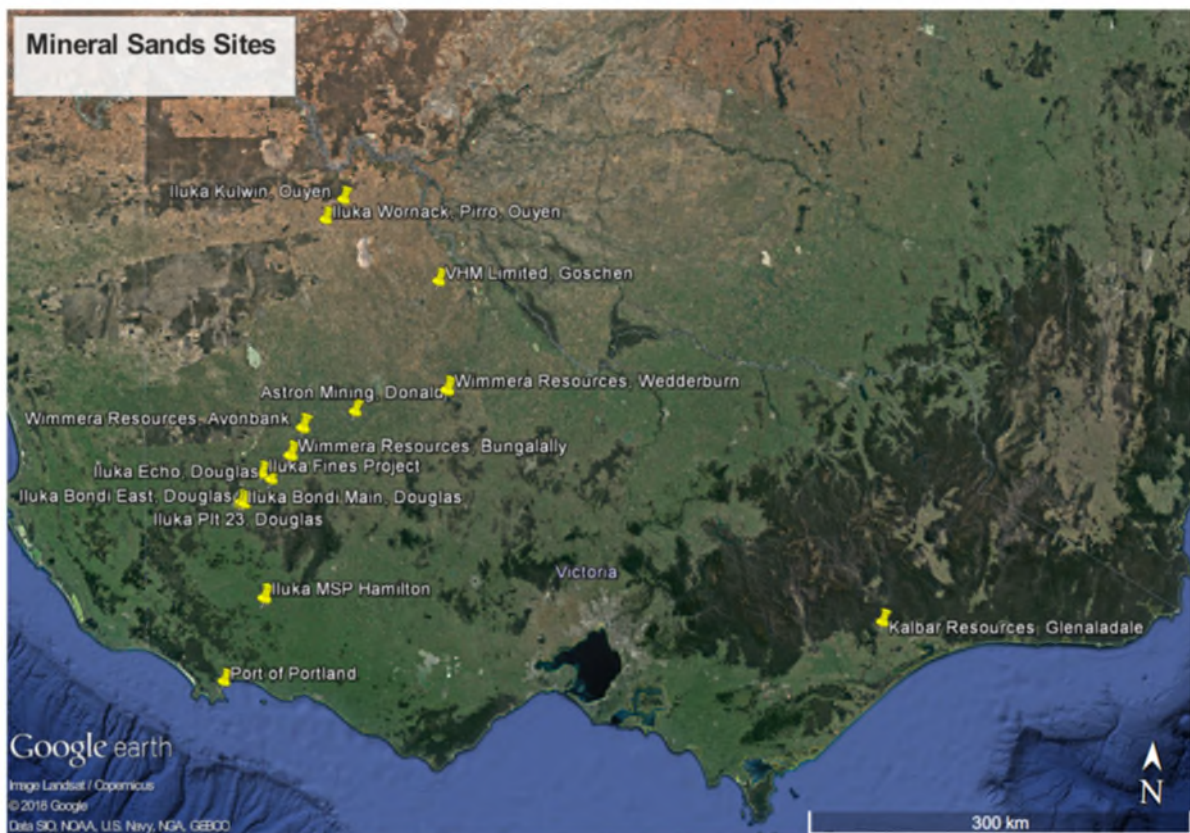 Mineral Sands Sites
Iluka Kulwin, Ouyen
Iluka Wornack, Pirro, Ouyen
VHM Limited, Goschen
Wimmera Resources, Wedderburn
Astron Mining, Donald
Wimmera Resources, Avonbank
Wimmera Resources, Bungalally
Iluka Fines Project
Iluka Echo, Douglas
Iluka Bondi East, Douglas
Iluka Bondi Main, Douglas
Iluka Plt 23, Douglas
Victoria
Iluka MSP Hamilton
Kalbar Resources, Glenaladale
Port of Portland
Google earth
Image Landsat / Copernicus
© 2018 Google
Data SIO, NOAA, U.S. Navy, NGA, GEBCO
N
300 km